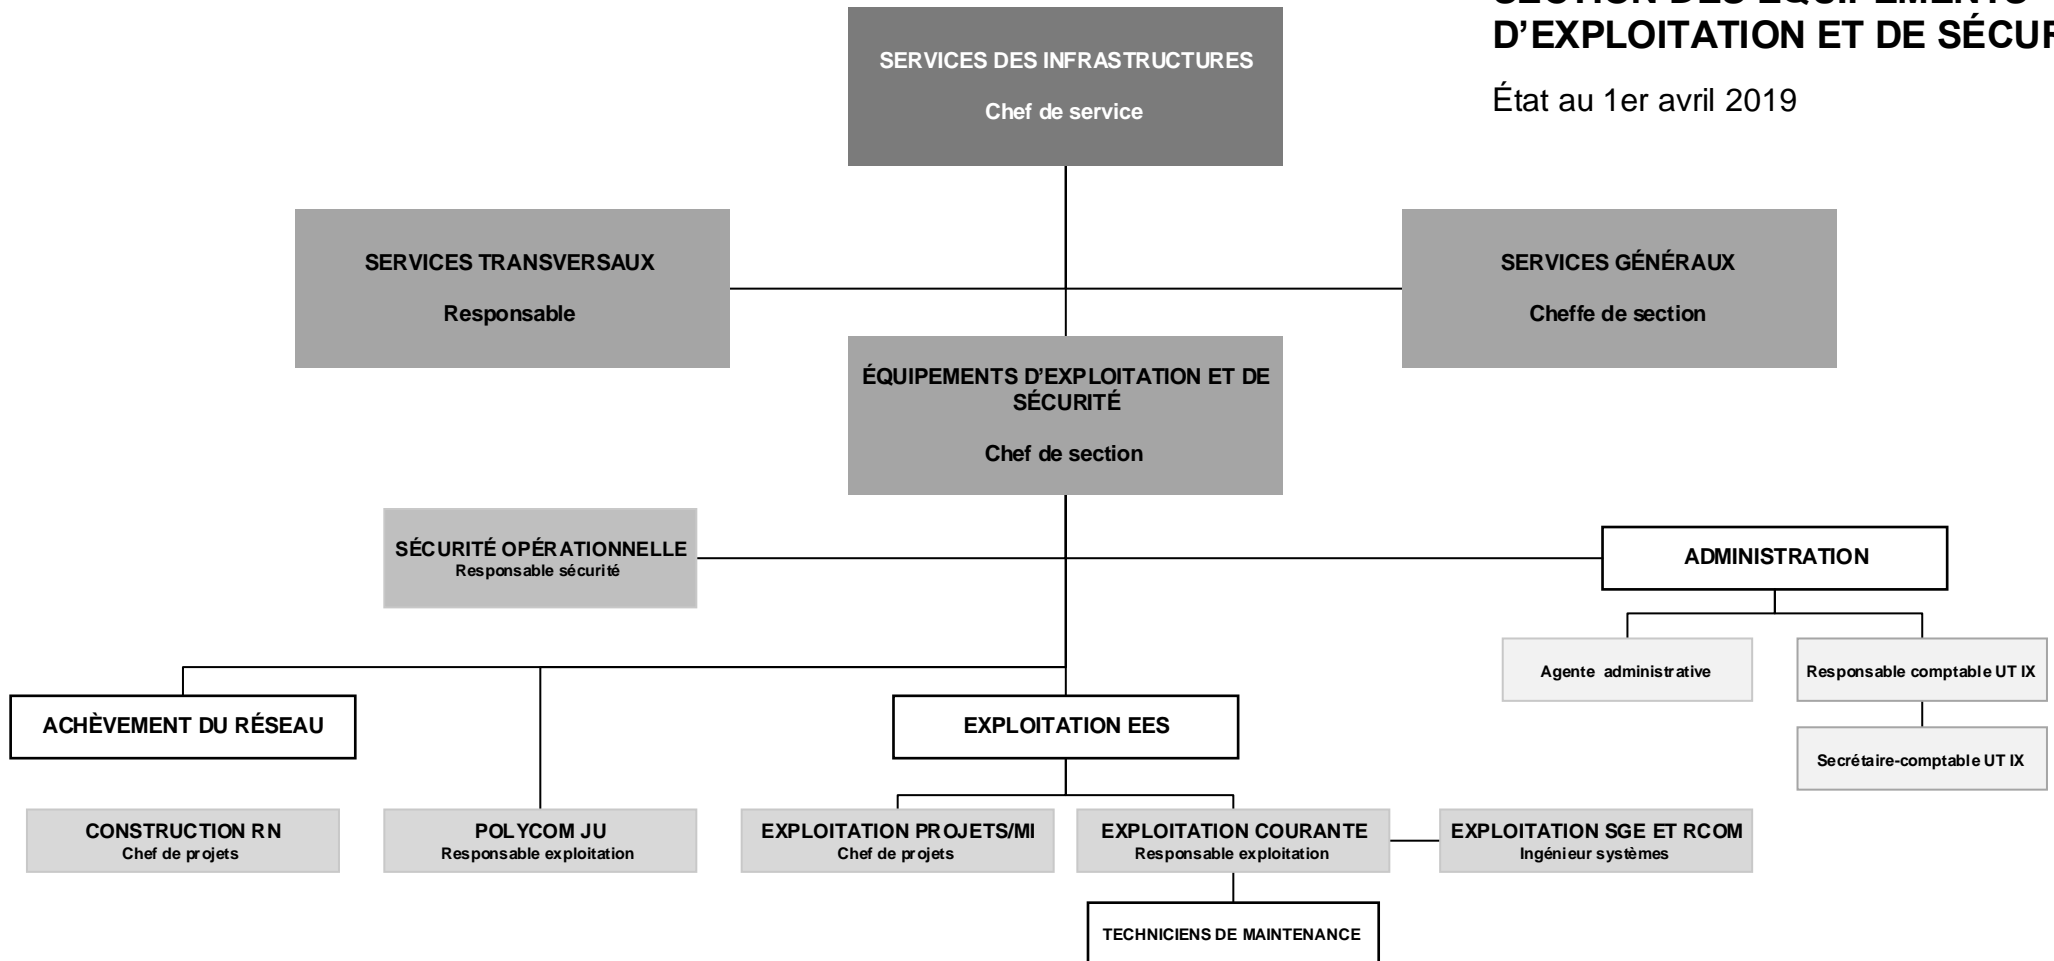 D’EXPLOITATION ET DE
État au 1er avril 2019
SERVICES DES INFRASTRUCTURES
Chef de service
SERVICES TRANSVERSAUX
Responsable
SERVICES GÉNÉRAUX
Cheffe de section
ÉQUIPEMENTS D’EXPLOITATION ET DE
SÉCURITÉ
Chef de section
SÉCURITÉ OPÉRATIONNELLE
Responsable sécurité
ADMINISTRATION
Agente administrative
Responsable comptable UT IX
Secrétaire-comptable UT IX
ACHÈVEMENT DU RÉSEAU
EXPLOITATION EES
CONSTRUCTION RN
Chef de projets
POLYCOM JU
Responsable exploitation
EXPLOITATION PROJETS/MI
Chef de projets
EXPLOITATION COURANTE
Responsable exploitation
EXPLOITATION SGE ET RCOM
Ingénieur systèmes
TECHNICIENS DE MAINTENANCE